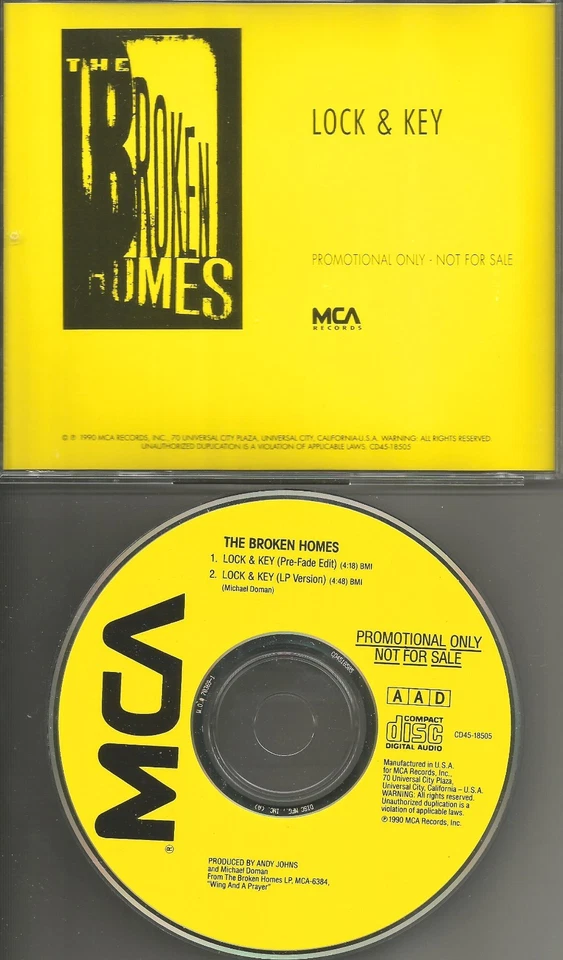 THE
BROKEN
HOMES
LOCK & KEY
PROMOTIONAL ONLY - NOT FOR SALE
MCA
RECORDS
© ℗ 1990 MCA RECORDS, INC., 70 UNIVERSAL CITY PLAZA, UNIVERSAL CITY, CALIFORNIA-U.S.A. WARNING: ALL RIGHTS RESERVED.
UNAUTHORIZED DUPLICATION IS A VIOLATION OF APPLICABLE LAWS. CD45-18505
THE BROKEN HOMES
1. LOCK & KEY (Pre-Fade Edit) (4:18) BMI
2. LOCK & KEY (LP Version) (4:48) BMI
(Michael Doman)
MCA
®
PROMOTIONAL ONLY
NOT FOR SALE
A A D
COMPACT
disc
DIGITAL AUDIO
CD45-18505
Manufactured in U.S.A.
for MCA Records, Inc.,
70 Universal City Plaza,
Universal City, California – U.S.A.
WARNING: All rights reserved.
Unauthorized duplication is a
violation of applicable laws.
℗1990 MCA Records, Inc.
PRODUCED BY ANDY JOHNS
and Michael Doman
From The Broken Homes LP, MCA-6384,
"Wing And A Prayer"
CD4518505
DISC MFG., INC. (A)